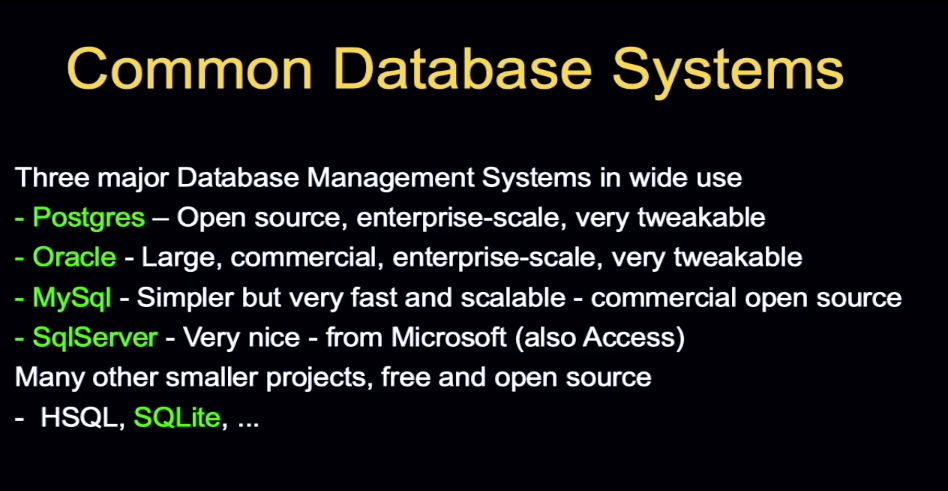 Common Database Systems
Three major Database Management Systems in wide use
- Postgres – Open source, enterprise-scale, very tweakable
- Oracle - Large, commercial, enterprise-scale, very tweakable
- MySql - Simpler but very fast and scalable - commercial open source
- SqlServer - Very nice - from Microsoft (also Access)
Many other smaller projects, free and open source
- HSQL, SQLite, ...